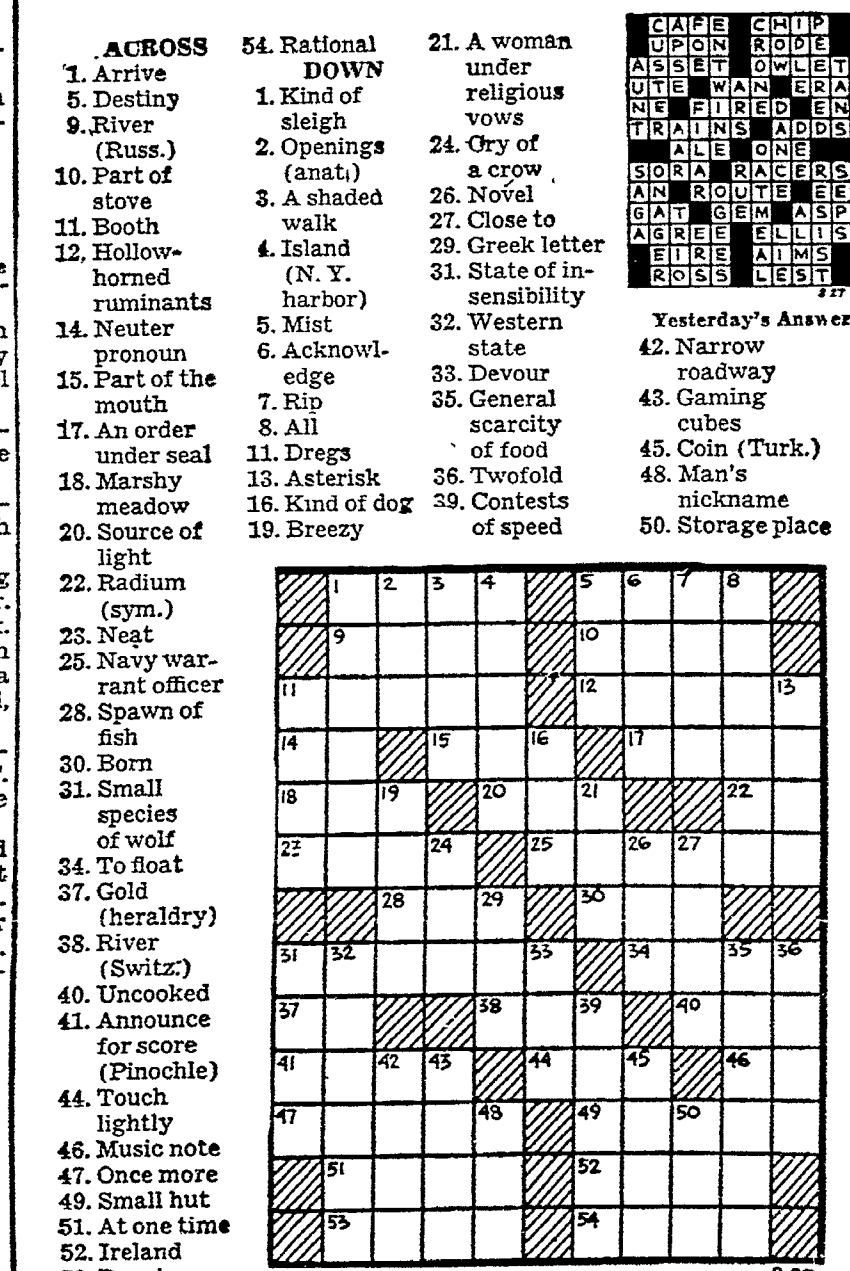 ACROSS
1. Arrive
5. Destiny
9. River
(Russ.)
10. Part of
stove
11. Booth
12. Hollow-
horned
ruminants
14. Neuter
pronoun
15. Part of the
mouth
17. An order
under seal
18. Marshy
meadow
20. Source of
light
22. Radium
(sym.)
23. Neat
25. Navy war-
rant officer
28. Spawn of
fish
30. Born
31. Small
species
of wolf
34. To float
37. Gold
(heraldry)
38. River
(Switz.)
40. Uncooked
41. Announce
for score
(Pinochle)
44. Touch
lightly
46. Music note
47. Once more
49. Small hut
51. At one time
52. Ireland
54. Rational
DOWN
1. Kind of
sleigh
2. Openings
(anat.)
3. A shaded
walk
4. Island
(N. Y.
harbor)
5. Mist
6. Acknowl-
edge
7. Rip
8. All
11. Dregs
13. Asterisk
16. Kind of dog
19. Breezy
21. A woman
under
religious
vows
24. Cry of
a crow
26. Novel
27. Close to
29. Greek letter
31. State of in-
sensibility
32. Western
state
33. Devour
35. General
scarcity
of food
36. Twofold
39. Contests
of speed
CAFE CHIP
UPON RODE
ASSET OWLET
UTE WAN ERA
NE FIRED EN
TRAINS ADDS
ALE ONE
SORA RACERS
AN ROUTE EE
GAT GEM ASP
AGREE ELLIS
EIRE AIMS
ROSS LEST
8 27
Yesterday's Answer
42. Narrow
roadway
43. Gaming
cubes
45. Coin (Turk.)
48. Man's
nickname
50. Storage place
1 2 3 4 5 6 7 8
9 10
11 12 13
14 15 16 17
18 19 20 21 22
23 24 25 26 27
28 29 30
31 32 33 34 35 36
37 38 39 40
41 42 43 44 45 46
47 48 49 50
51 52
53 54